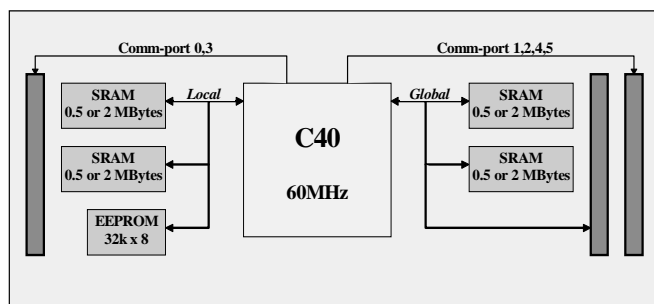 Comm-port 0,3
Comm-port 1,2,4,5
SRAM
0.5 or 2 MBytes
Local
Global
SRAM
0.5 or 2 MBytes
C40
60MHz
SRAM
0.5 or 2 MBytes
SRAM
0.5 or 2 MBytes
EEPROM
32k x 8